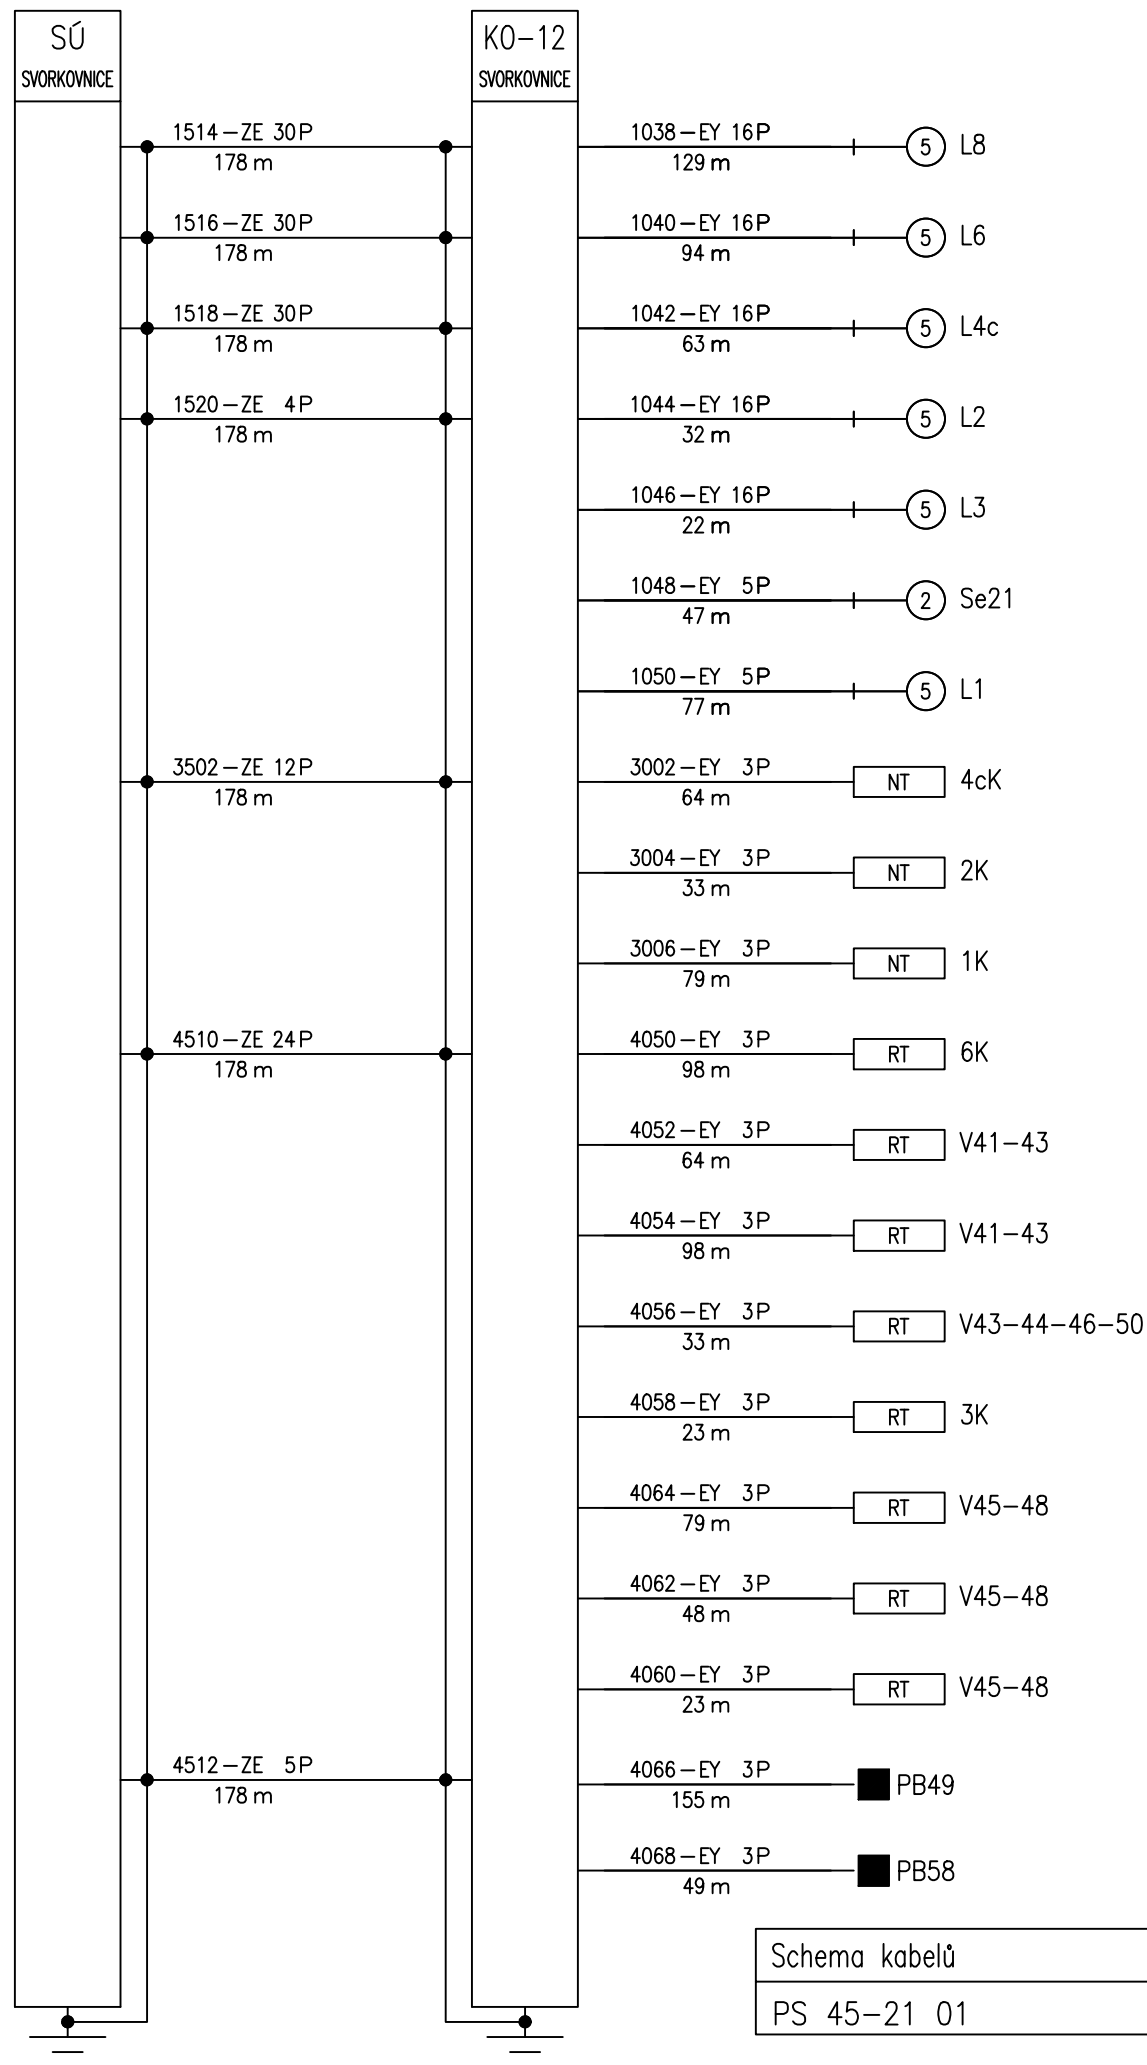 SÚ
SVORKOVNICE
KO-12
SVORKOVNICE
1514-ZE 30P
178 m
1038-EY 16P
129 m
5
L8
1516-ZE 30P
178 m
1040-EY 16P
94 m
5
L6
1518-ZE 30P
178 m
1042-EY 16P
63 m
5
L4c
1520-ZE 4P
178 m
1044-EY 16P
32 m
5
L2
1046-EY 16P
22 m
5
L3
1048-EY 5P
47 m
2
Se21
1050-EY 5P
77 m
5
L1
3502-ZE 12P
178 m
3002-EY 3P
64 m
NT
4cK
3004-EY 3P
33 m
NT
2K
3006-EY 3P
79 m
NT
1K
4510-ZE 24P
178 m
4050-EY 3P
98 m
RT
6K
4052-EY 3P
64 m
RT
V41-43
4054-EY 3P
98 m
RT
V41-43
4056-EY 3P
33 m
RT
V43-44-46-50
4058-EY 3P
23 m
RT
3K
4064-EY 3P
79 m
RT
V45-48
4062-EY 3P
48 m
RT
V45-48
4060-EY 3P
23 m
RT
V45-48
4512-ZE 5P
178 m
4066-EY 3P
155 m
PB49
4068-EY 3P
49 m
PB58
Schema kabelů
PS 45-21 01